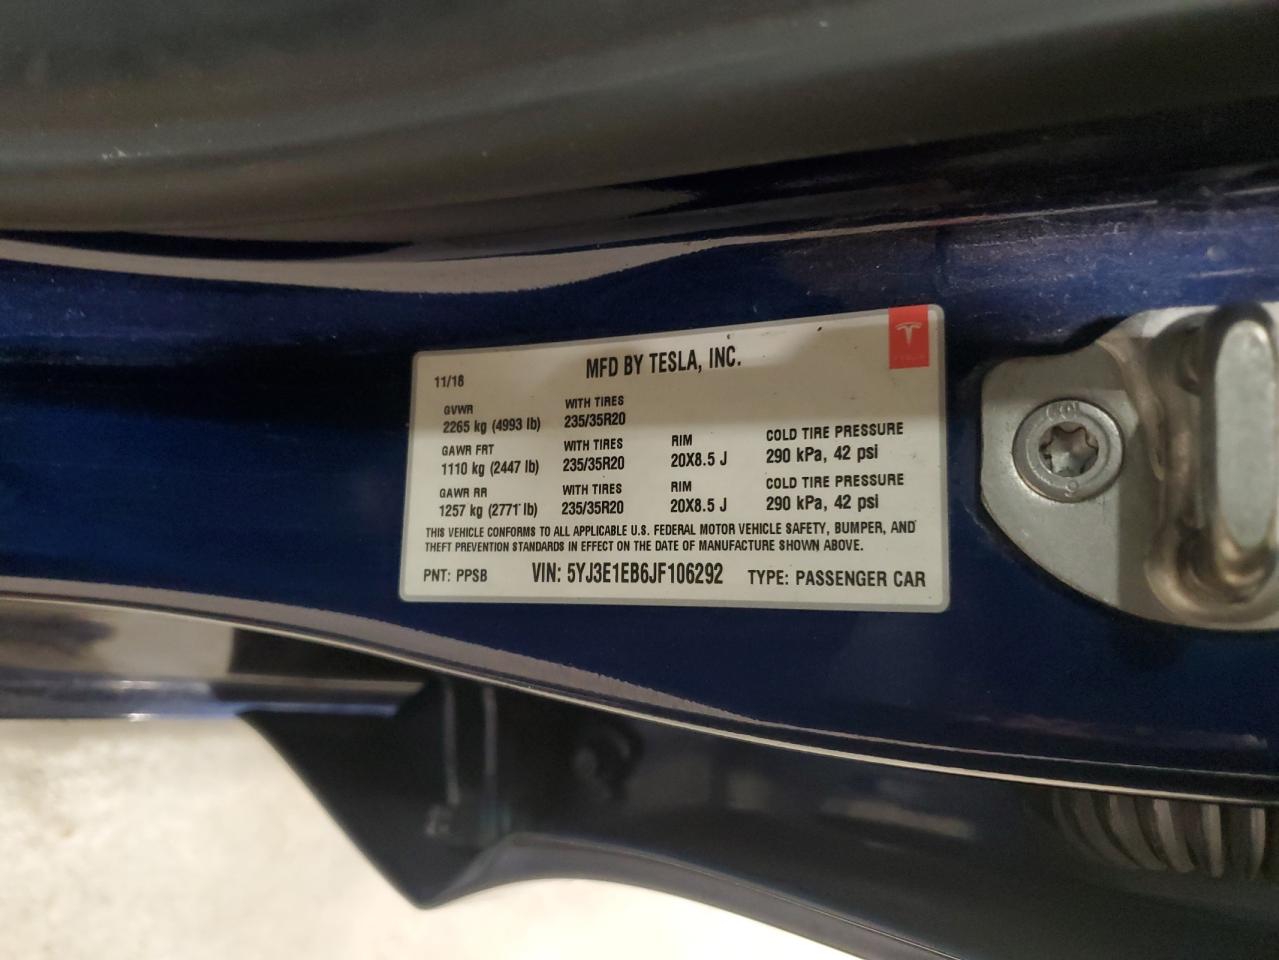 MFD BY TESLA, INC.
11/18
GVWR
2265 kg (4993 lb)
WITH TIRES
235/35R20
GAWR FRT
1110 kg (2447 lb)
WITH TIRES
235/35R20
RIM
20X8.5 J
COLD TIRE PRESSURE
290 kPa, 42 psi
GAWR RR
1257 kg (2771 lb)
WITH TIRES
235/35R20
RIM
20X8.5 J
COLD TIRE PRESSURE
290 kPa, 42 psi
THIS VEHICLE CONFORMS TO ALL APPLICABLE U.S. FEDERAL MOTOR VEHICLE SAFETY, BUMPER, AND
THEFT PREVENTION STANDARDS IN EFFECT ON THE DATE OF MANUFACTURE SHOWN ABOVE.
PNT: PPSB VIN: 5YJ3E1EB6JF106292 TYPE: PASSENGER CAR